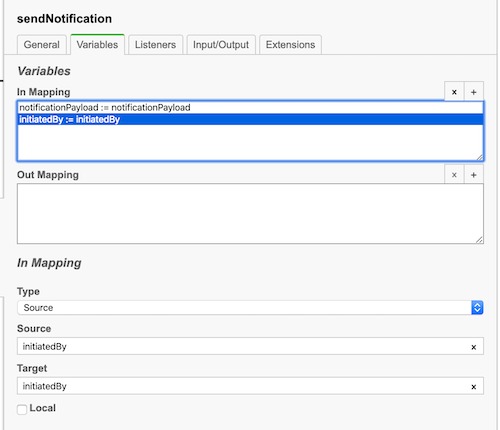 sendNotification
General Variables Listeners Input/Output Extensions
Variables
In Mapping x +
notificationPayload := notificationPayload
initiatedBy := initiatedBy
Out Mapping x +
In Mapping
Type
Source
Source
initiatedBy x
Target
initiatedBy x
Local